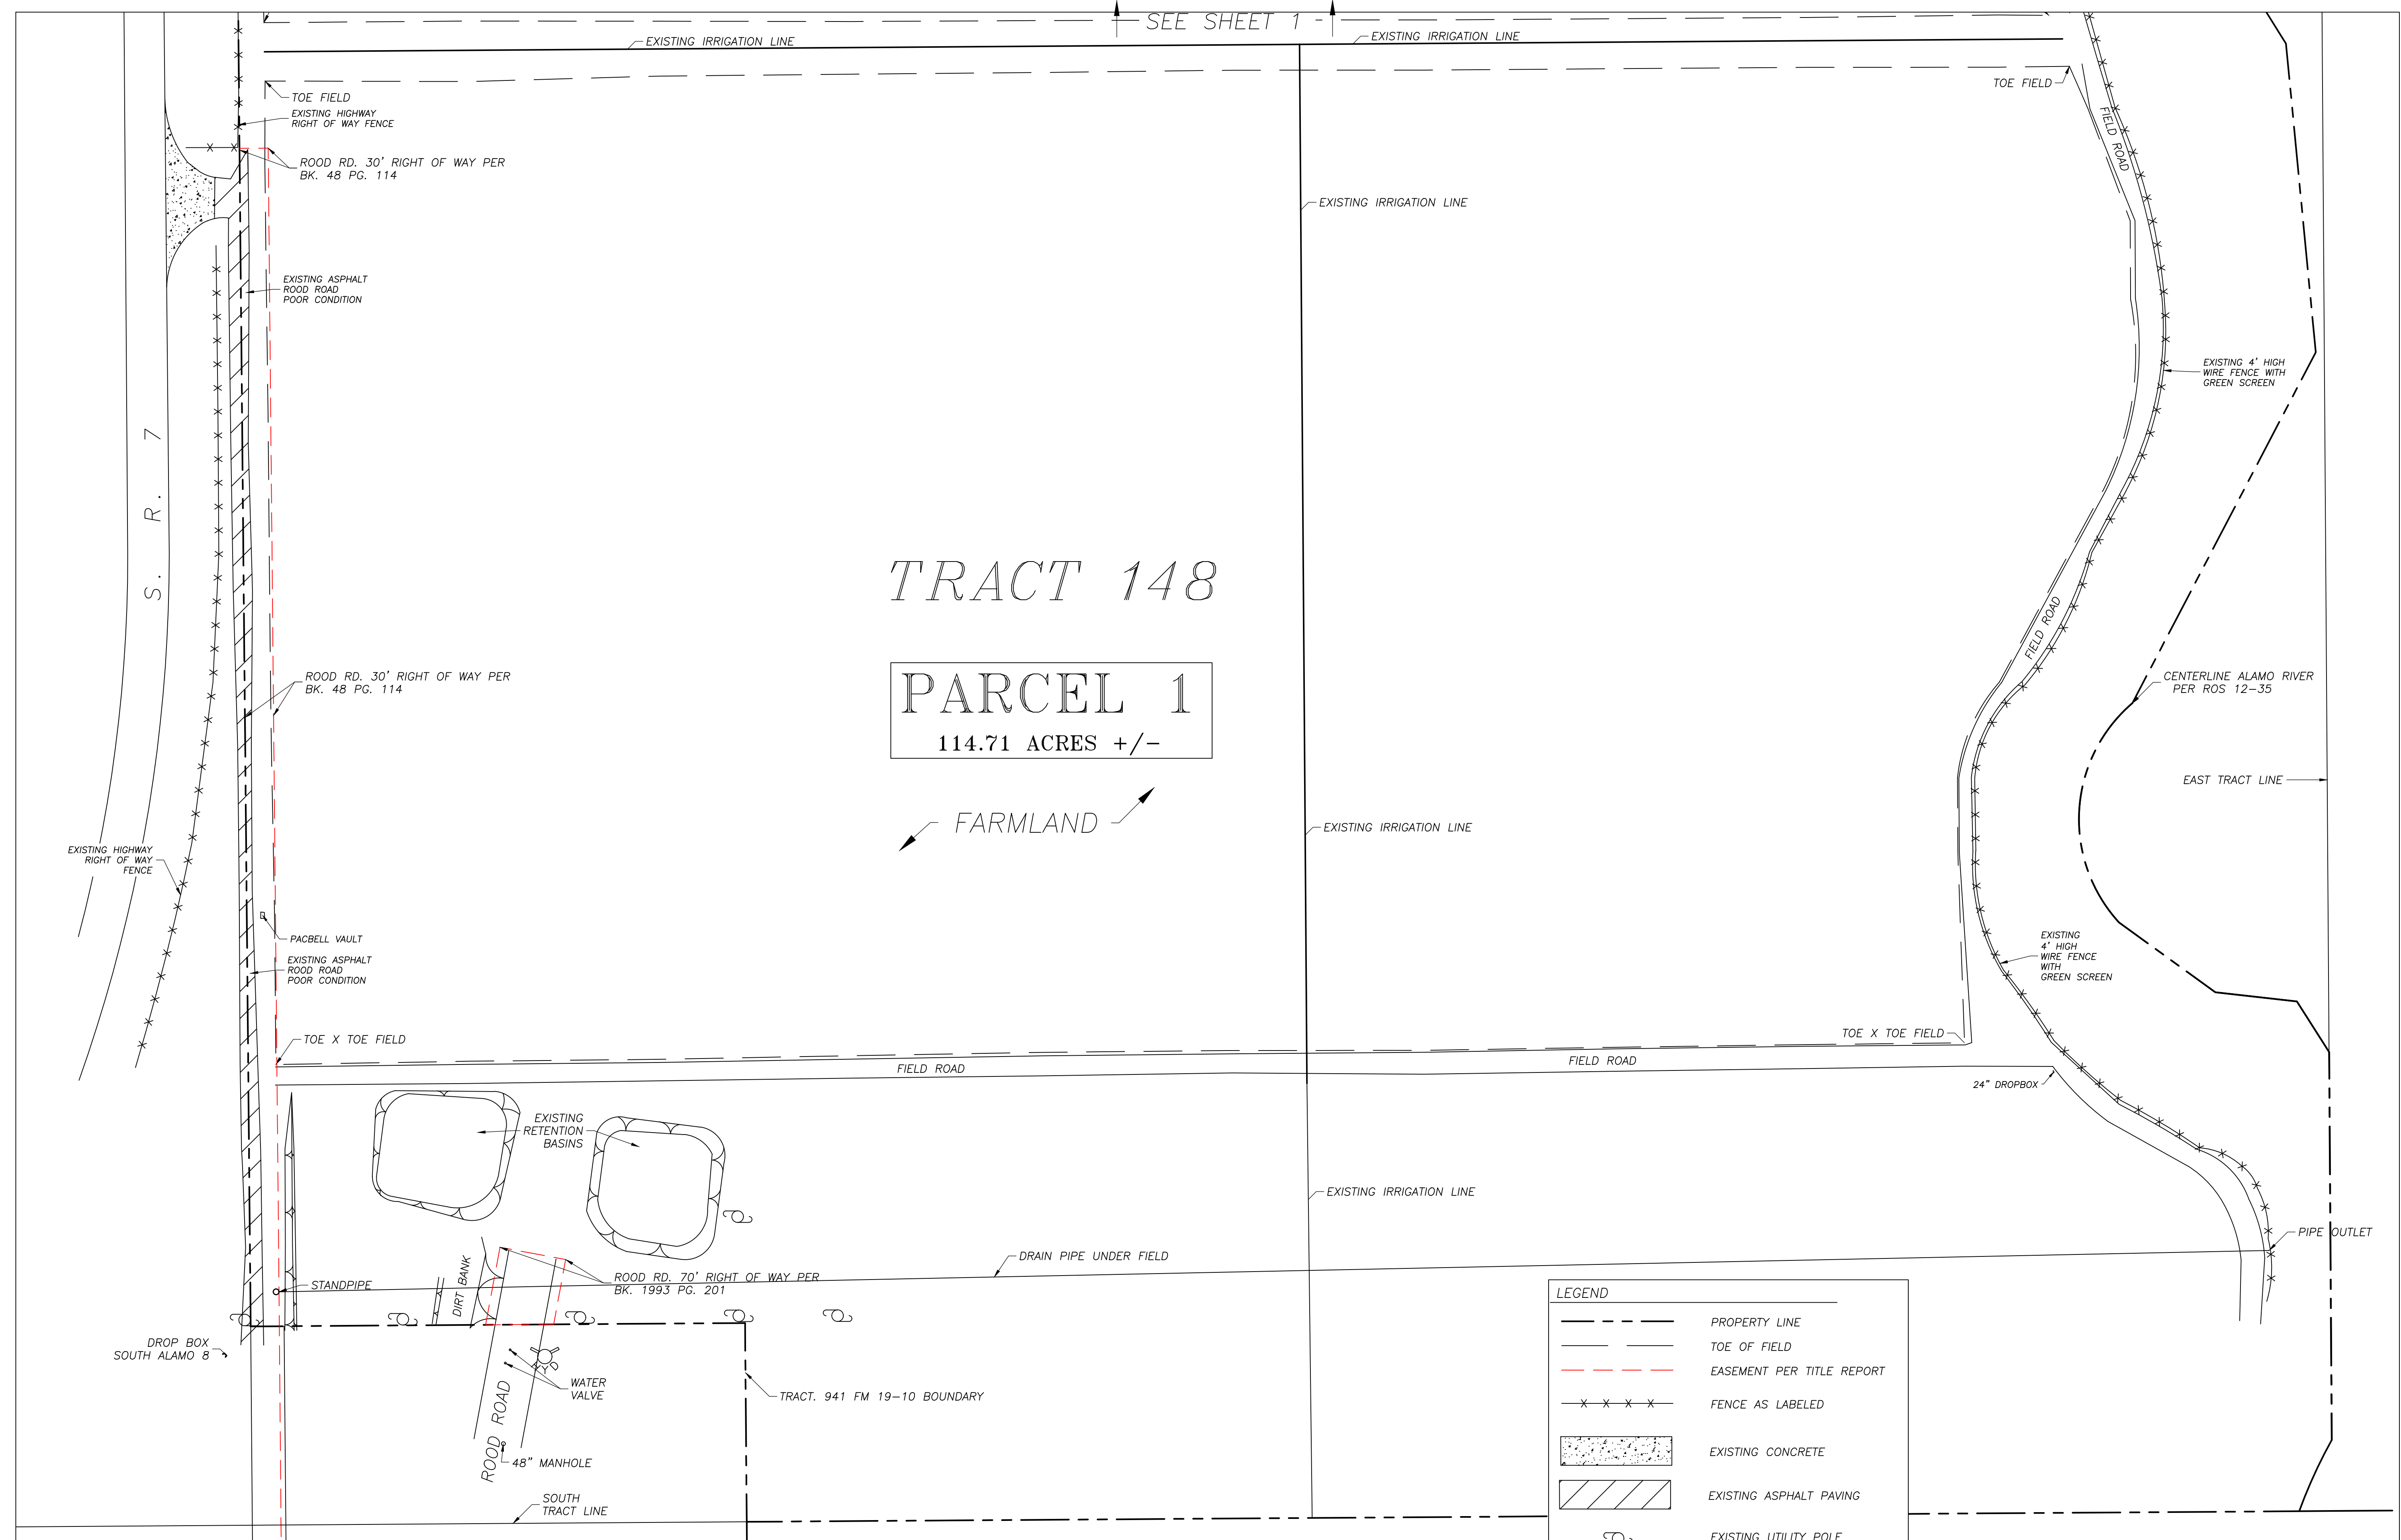 SEE SHEET 1
EXISTING IRRIGATION LINE
EXISTING IRRIGATION LINE
TOE FIELD
TOE FIELD
EXISTING HIGHWAY
RIGHT OF WAY FENCE
FIELD ROAD
ROOD RD. 30' RIGHT OF WAY PER
BK. 48 PG. 114
EXISTING IRRIGATION LINE
EXISTING ASPHALT
ROOD ROAD
POOR CONDITION
EXISTING 4' HIGH
WIRE FENCE WITH
GREEN SCREEN
S. R. 7
TRACT 148
FIELD ROAD
ROOD RD. 30' RIGHT OF WAY PER
BK. 48 PG. 114
PARCEL 1
114.71 ACRES +/-
CENTERLINE ALAMO RIVER
PER ROS 12-35
EAST TRACT LINE
FARMLAND
EXISTING IRRIGATION LINE
EXISTING HIGHWAY
RIGHT OF WAY
FENCE
PACBELL VAULT
EXISTING ASPHALT
ROOD ROAD
POOR CONDITION
EXISTING
4' HIGH
WIRE FENCE
WITH
GREEN SCREEN
TOE X TOE FIELD
TOE X TOE FIELD
FIELD ROAD
FIELD ROAD
24" DROPBOX
EXISTING
RETENTION
BASINS
EXISTING IRRIGATION LINE
PIPE OUTLET
DRAIN PIPE UNDER FIELD
STANDPIPE
DIRT BANK
ROOD RD. 70' RIGHT OF WAY PER
BK. 1993 PG. 201
DROP BOX
SOUTH ALAMO 8
WATER
VALVE
TRACT. 941 FM 19-10 BOUNDARY
ROOD ROAD
48" MANHOLE
SOUTH
TRACT LINE
LEGEND
PROPERTY LINE
TOE OF FIELD
EASEMENT PER TITLE REPORT
FENCE AS LABELED
EXISTING CONCRETE
EXISTING ASPHALT PAVING
EXISTING UTILITY POLE